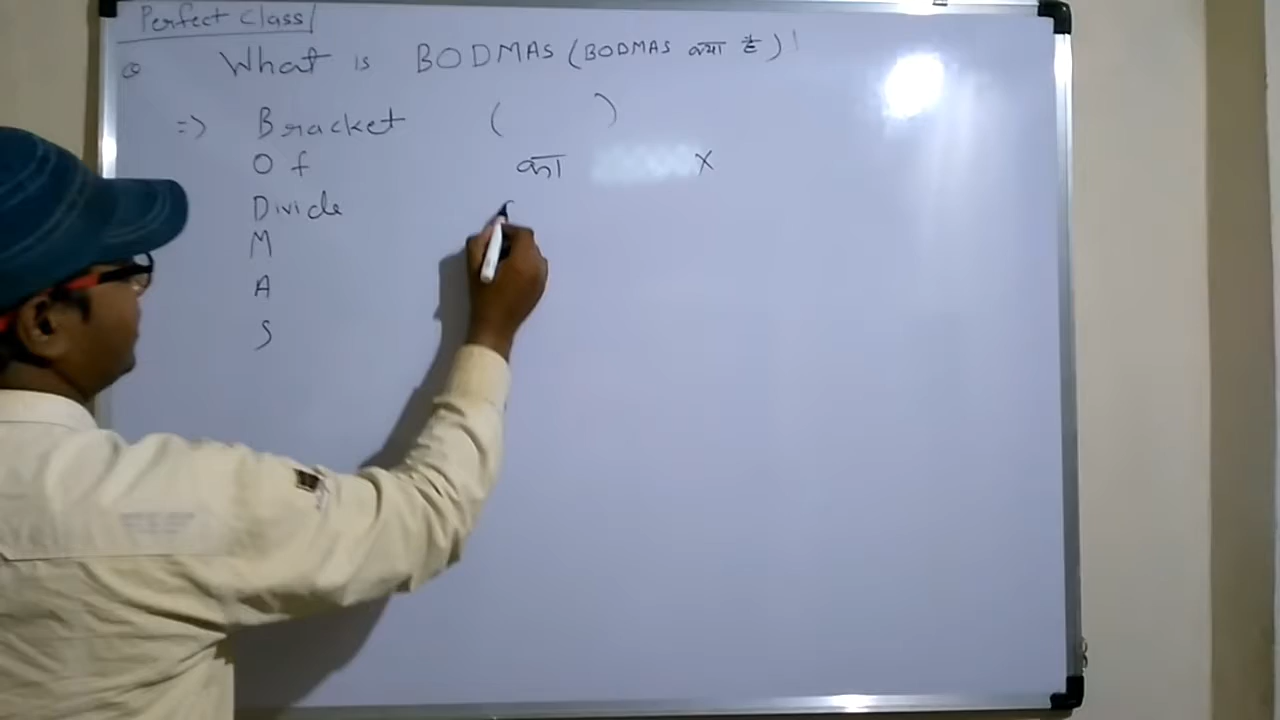 Perfect Class
Q What is BODMAS (BODMAS क्या है)
=> Bracket ( )
Of का X
Divide
M
A
S